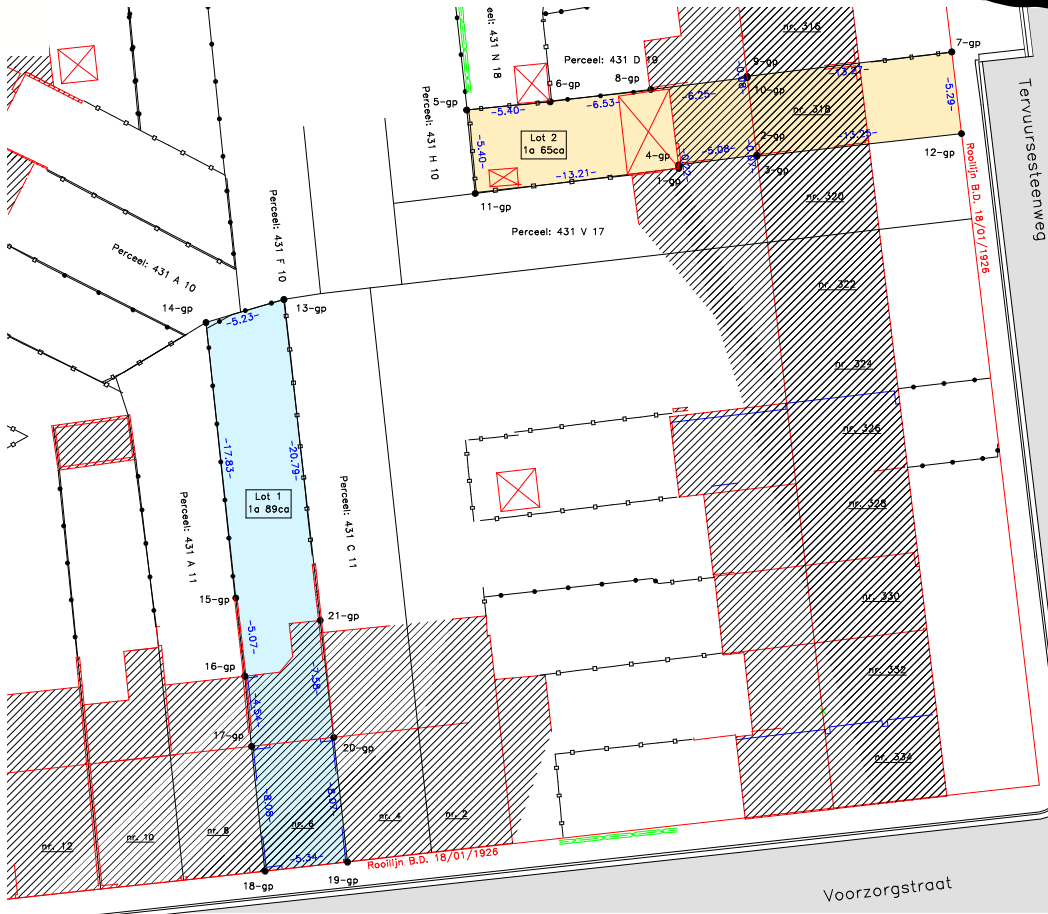 nr. 316
7-gp
Perceel: 431 D 19
Perceel: 431 H 10
8-gp
9-gp
-13.27-
6-gp
10-gp
5-gp
-5.40-
-6.53-
-6.25-
-0.08-
nr. 318
-5.29-
Lot 2
1a 65ca
-5.40-
4-gp
2-gp
-13.25-
-5.08-
-0.07-
12-gp
-13.21-
1-gp
3-gp
11-gp
nr. 320
Perceel: 431 V 17
Rooilijn B.D. 18/01/1926
Tervuursesteenweg
Perceel: 431 A 10
Perceel: 431 F 10
14-gp
13-gp
-5.23-
nr. 322
nr. 324
nr. 326
-17.83-
-20.79-
Lot 1
1a 89ca
Perceel: 431 A 11
Perceel: 431 C 11
nr. 328
15-gp
21-gp
nr. 330
-5.07-
16-gp
-7.58-
nr. 332
-4.54-
17-gp
20-gp
nr. 334
-8.08-
-8.07-
nr. 12
nr. 10
nr. 8
nr. 6
nr. 4
nr. 2
-5.34-
18-gp
19-gp
Rooilijn B.D. 18/01/1926
Voorzorgstraat